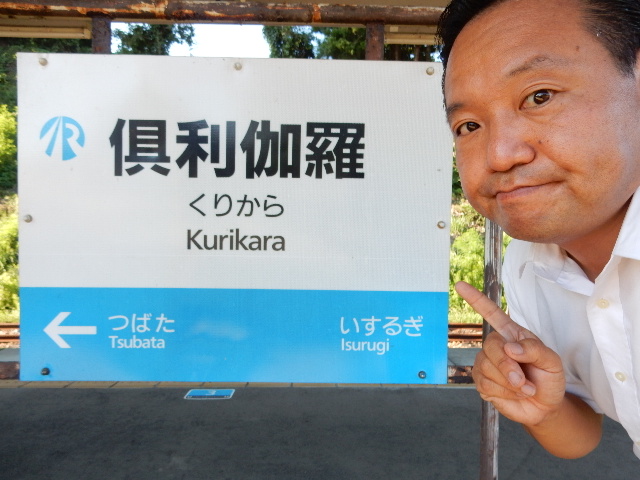 倶利伽羅
くりから
Kurikara
← つばた いするぎ
Tsubata Isurugi